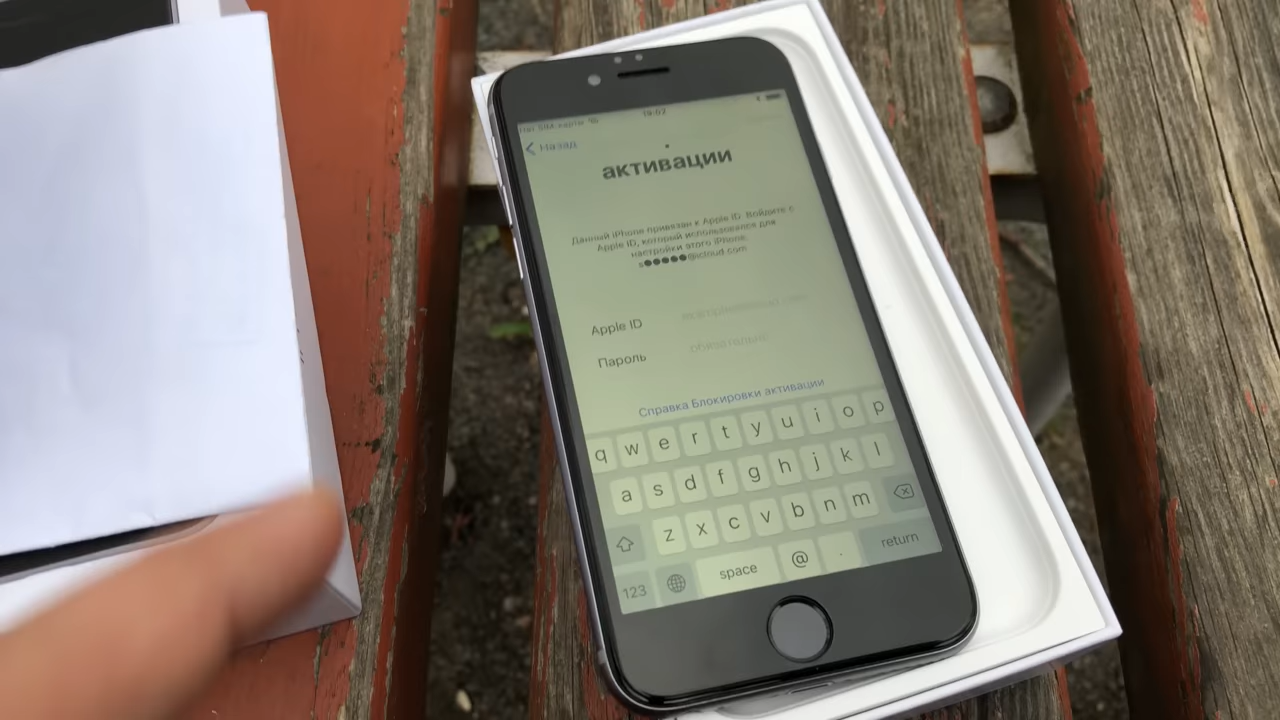 Нет SIM-карты
19:02
Назад
активации
Данный iPhone привязан к Apple ID. Войдите с
Apple ID, который использовался для
настройки этого iPhone.
s●●●●●@icloud.com
Apple ID
Пароль
Справка Блокировки активации
q w e r t y u i o p
a s d f g h j k l
z x c v b n m
123 space @ . return